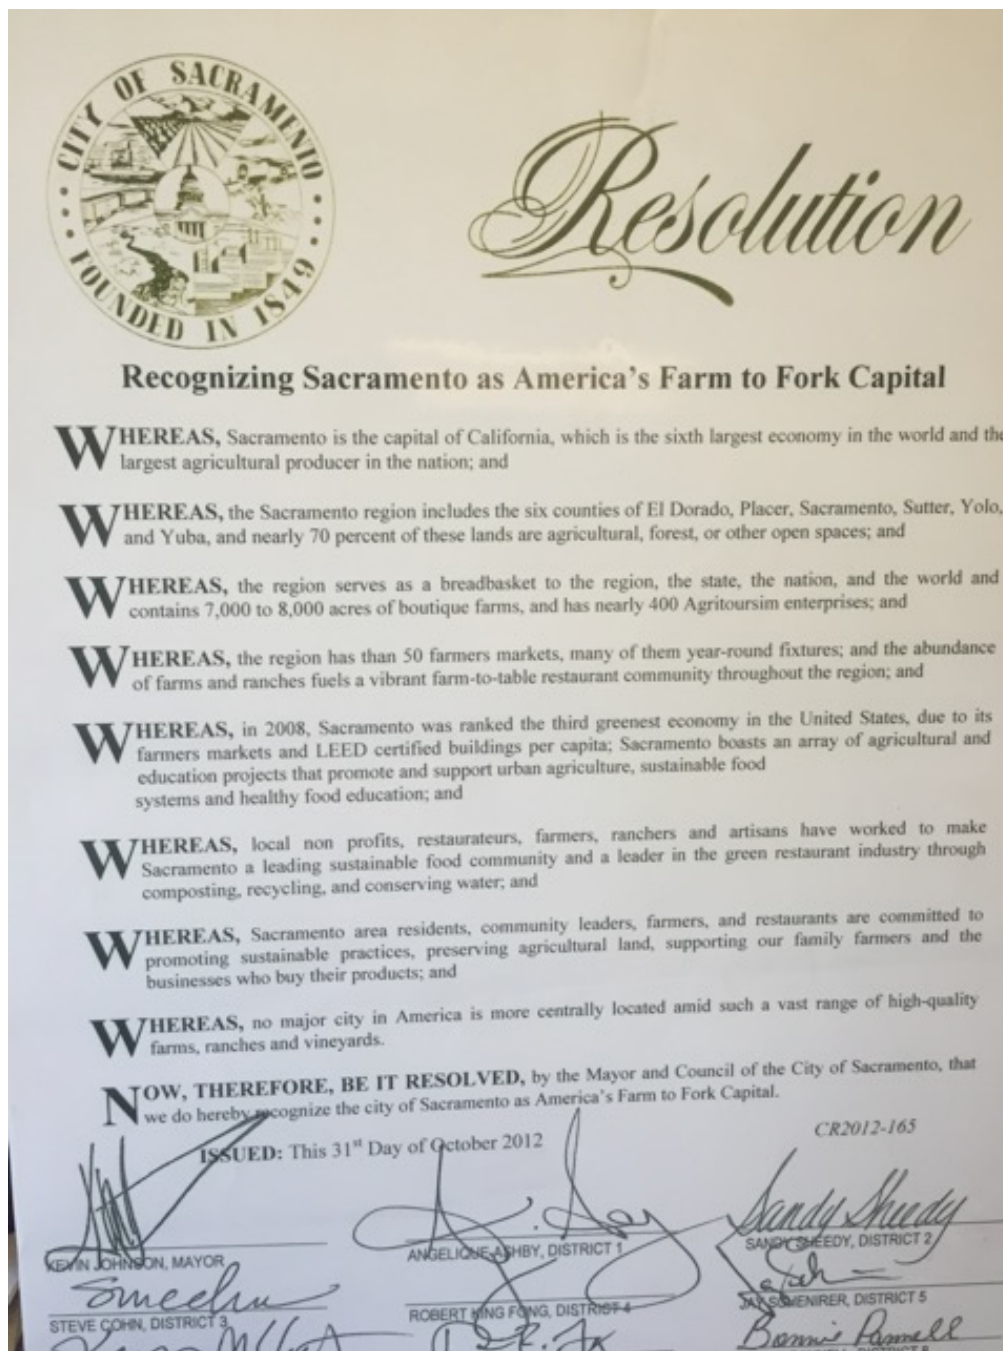 CITY OF SACRAMENTO
FOUNDED IN 1849
Resolution
Recognizing Sacramento as America's Farm to Fork Capital
WHEREAS, Sacramento is the capital of California, which is the sixth largest economy in the world and the
largest agricultural producer in the nation; and
WHEREAS, the Sacramento region includes the six counties of El Dorado, Placer, Sacramento, Sutter, Yolo,
and Yuba, and nearly 70 percent of these lands are agricultural, forest, or other open spaces; and
WHEREAS, the region serves as a breadbasket to the region, the state, the nation, and the world and
contains 7,000 to 8,000 acres of boutique farms, and has nearly 400 Agritoursim enterprises; and
WHEREAS, the region has than 50 farmers markets, many of them year-round fixtures; and the abundance
of farms and ranches fuels a vibrant farm-to-table restaurant community throughout the region; and
WHEREAS, in 2008, Sacramento was ranked the third greenest economy in the United States, due to its
farmers markets and LEED certified buildings per capita; Sacramento boasts an array of agricultural and
education projects that promote and support urban agriculture, sustainable food
systems and healthy food education; and
WHEREAS, local non profits, restaurateurs, farmers, ranchers and artisans have worked to make
Sacramento a leading sustainable food community and a leader in the green restaurant industry through
composting, recycling, and conserving water; and
WHEREAS, Sacramento area residents, community leaders, farmers, and restaurants are committed to
promoting sustainable practices, preserving agricultural land, supporting our family farmers and the
businesses who buy their products; and
WHEREAS, no major city in America is more centrally located amid such a vast range of high-quality
farms, ranches and vineyards.
NOW, THEREFORE, BE IT RESOLVED, by the Mayor and Council of the City of Sacramento, that
we do hereby recognize the city of Sacramento as America's Farm to Fork Capital.
ISSUED: This 31st Day of October 2012
CR2012-165
Sandy Sheedy
KEVIN JOHNSON, MAYOR
ANGELIQUE ASHBY, DISTRICT 1
SANDY SHEEDY, DISTRICT 2
STEVE COHN, DISTRICT 3
ROBERT KING FONG, DISTRICT 4
JAY SCHENIRER, DISTRICT 5
Bonnie Pannell